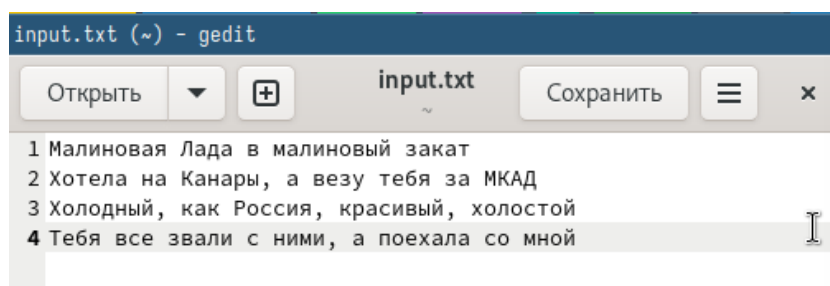 input.txt (~) – gedit
Открыть
input.txt
~
Сохранить
1 Малиновая Лада в малиновый закат
2 Хотела на Канары, а везу тебя за МКАД
3 Холодный, как Россия, красивый, холостой
4 Тебя все звали с ними, а поехала со мной